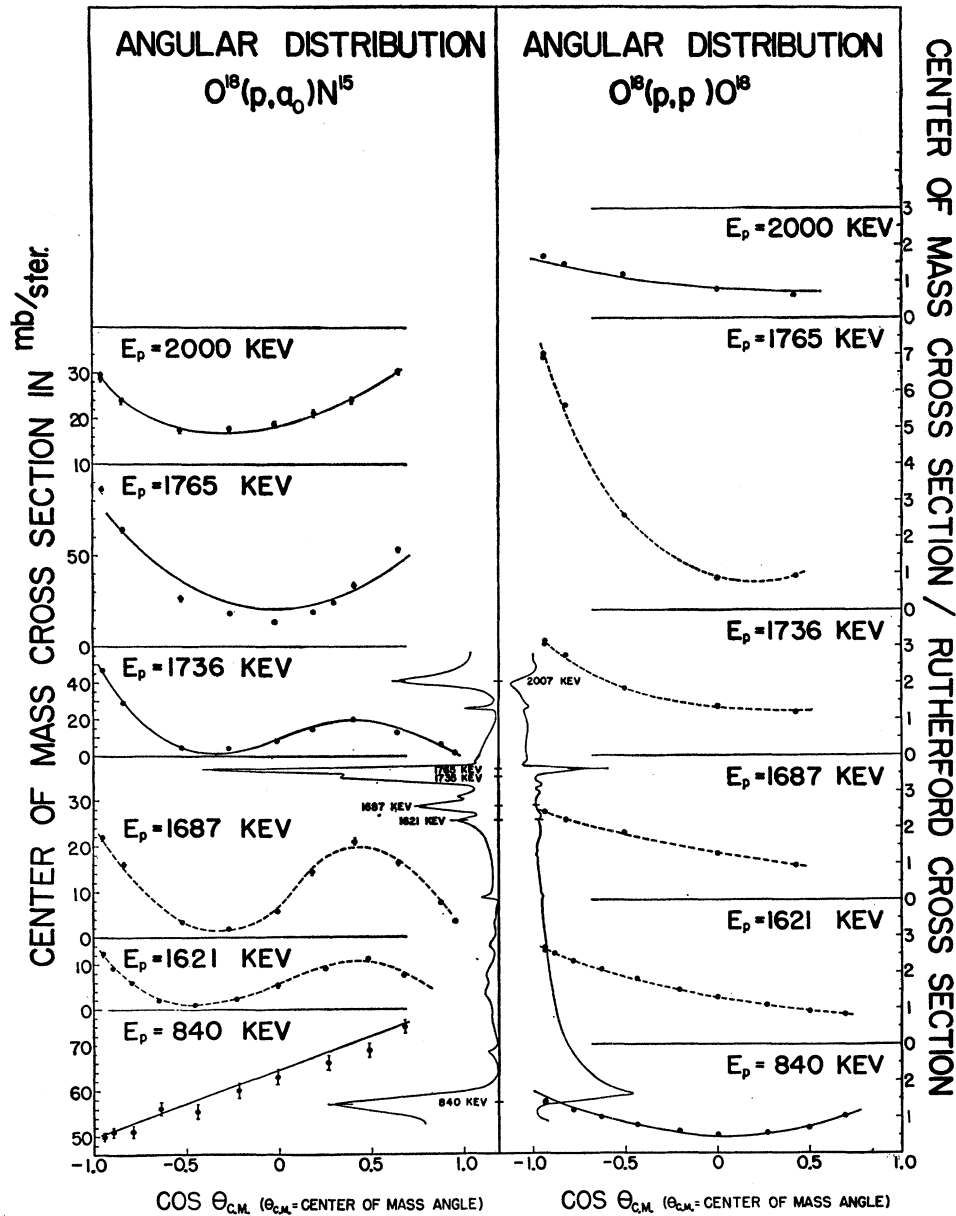 ANGULAR DISTRIBUTION
O¹⁸(p,α₀)N¹⁵
CENTER OF MASS CROSS SECTION IN mb/ster.
Eₚ = 2000 KEV
30
20
10
Eₚ = 1765 KEV
50
0
Eₚ = 1736 KEV
40
20
0
1765 KEV
1736 KEV
1687 KEV
1621 KEV
30
Eₚ = 1687 KEV
20
10
0
Eₚ = 1621 KEV
10
0
Eₚ = 840 KEV
70
60
50
840 KEV
-1.0 -0.5 0 0.5 1.0
COS θC.M. (θC.M. = CENTER OF MASS ANGLE)
ANGULAR DISTRIBUTION
O¹⁸(p,p)O¹⁸
CENTER OF MASS CROSS SECTION / RUTHERFORD CROSS SECTION
3
Eₚ = 2000 KEV
2
1
0
Eₚ = 1765 KEV
7
6
5
4
3
2
1
0
Eₚ = 1736 KEV
3
2007 KEV
2
1
0
Eₚ = 1687 KEV
3
2
1
0
Eₚ = 1621 KEV
3
2
1
0
Eₚ = 840 KEV
2
1
-0.5 0 0.5 1.0
COS θC.M. (θC.M. = CENTER OF MASS ANGLE)